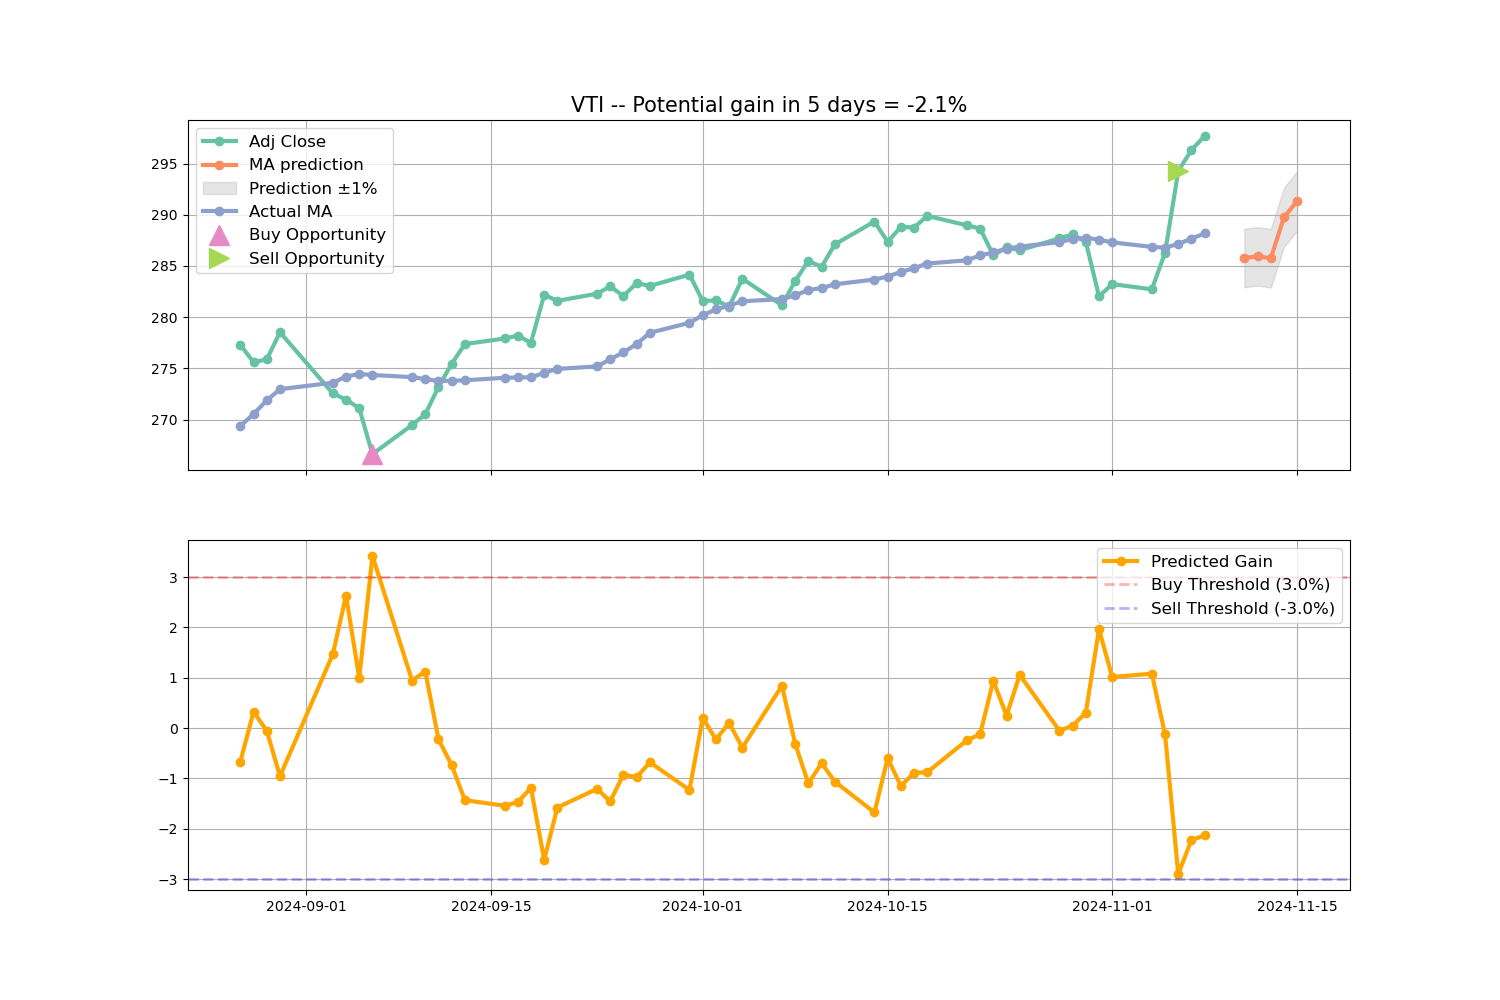 VTI -- Potential gain in 5 days = -2.1%
Adj Close
MA prediction
Prediction ±1%
Actual MA
Buy Opportunity
Sell Opportunity
295
290
285
280
275
270
Predicted Gain
Buy Threshold (3.0%)
Sell Threshold (-3.0%)
3
2
1
0
−1
−2
−3
2024-09-01 2024-09-15 2024-10-01 2024-10-15 2024-11-01 2024-11-15